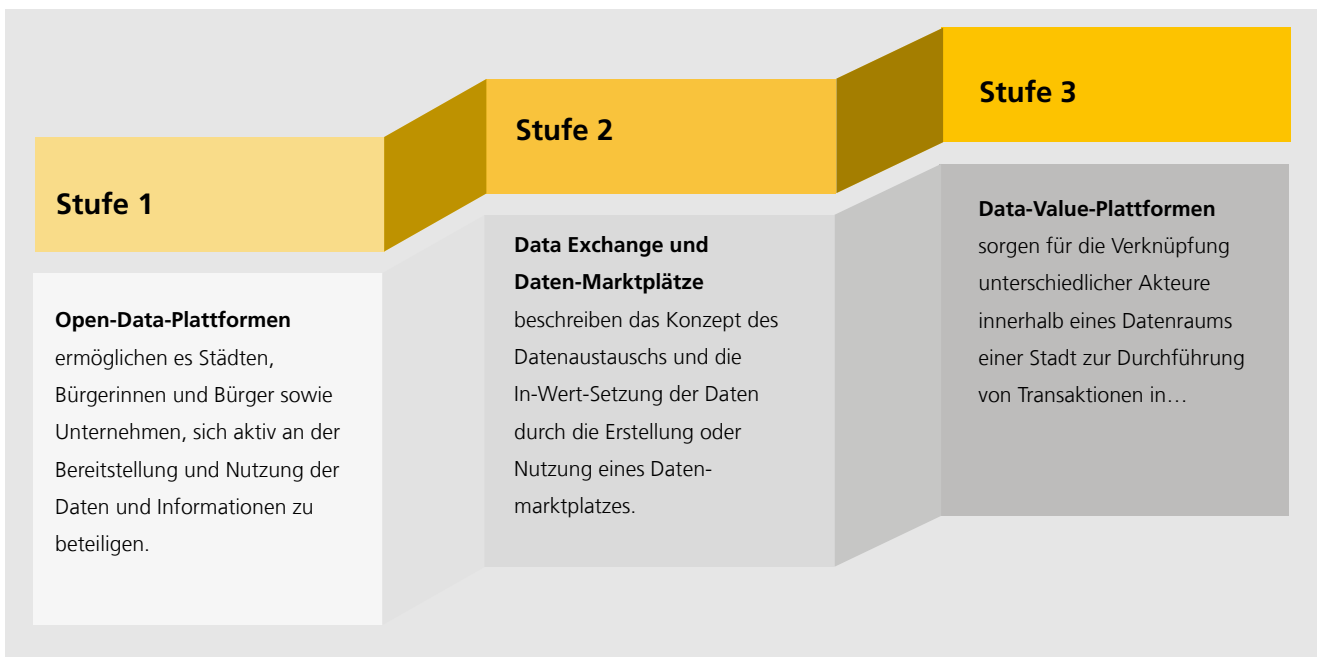 Stufe 1
Open-Data-Plattformen
ermöglichen es Städten,
Bürgerinnen und Bürger sowie
Unternehmen, sich aktiv an der
Bereitstellung und Nutzung der
Daten und Informationen zu
beteiligen.
Stufe 2
Data Exchange und
Daten-Marktplätze
beschreiben das Konzept des
Datenaustauschs und die
In-Wert-Setzung der Daten
durch die Erstellung oder
Nutzung eines Daten-
marktplatzes.
Stufe 3
Data-Value-Plattformen
sorgen für die Verknüpfung
unterschiedlicher Akteure
innerhalb eines Datenraums
einer Stadt zur Durchführung
von Transaktionen in…